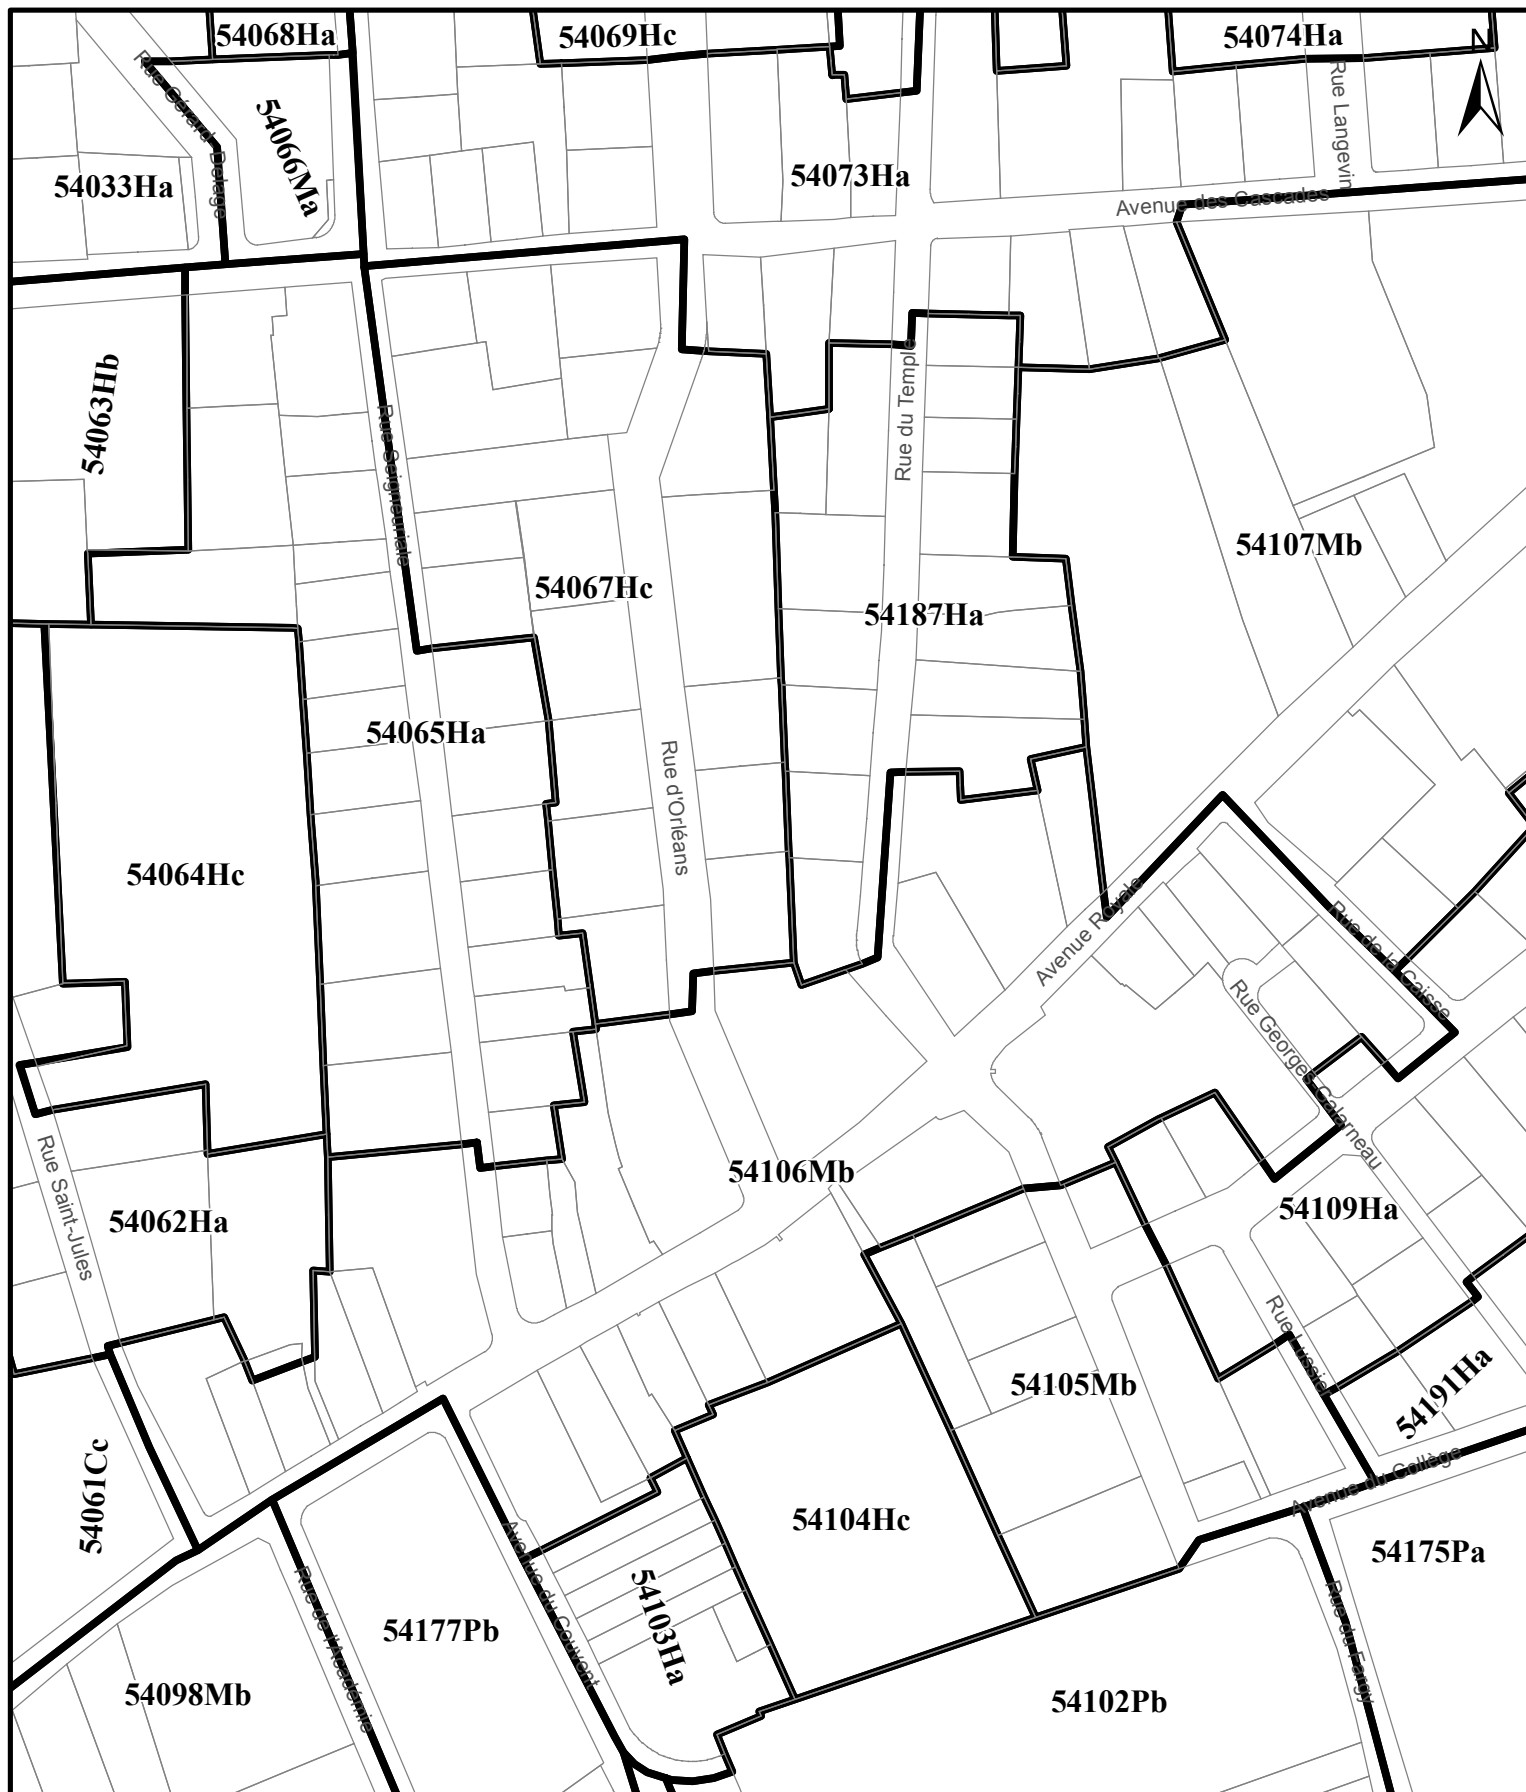 54068Ha
54069Hc
54074Ha
N
Rue Gérard-Delage
54066Ma
Rue Langevin
54033Ha
54073Ha
Avenue des Cascades
54063Hb
Rue Seigneuriale
Rue du Temple
54107Mb
54067Hc
54187Ha
54065Ha
Rue d'Orléans
54064Hc
Avenue Royale
Rue de la Caisse
Rue Georges-Galarneau
Rue Saint-Jules
54106Mb
54062Ha
54109Ha
Rue Lussier
54105Mb
54191Ha
54061Cc
Avenue du Collège
54104Hc
Avenue du Couvent
54175Pa
Rue de l'Académie
54177Pb
54103Ha
Rue du Fargy
54098Mb
54102Pb